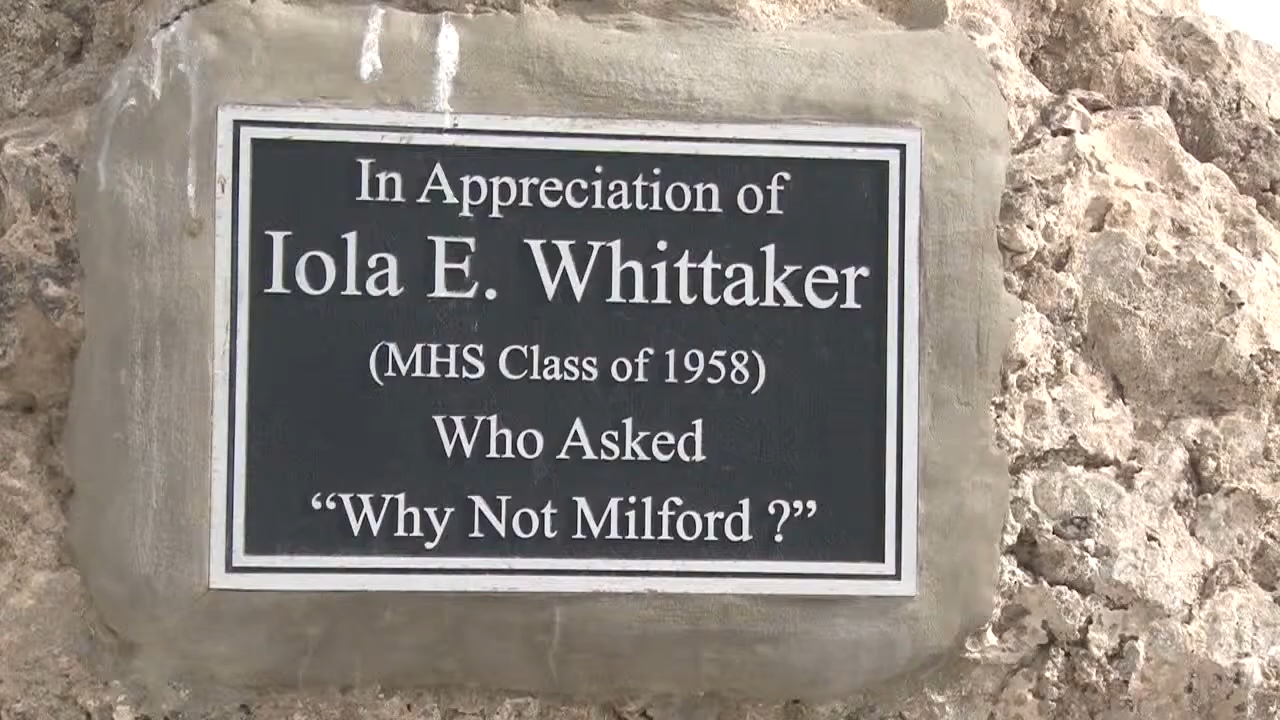 In Appreciation of
Iola E. Whittaker
(MHS Class of 1958)
Who Asked
“Why Not Milford ?”